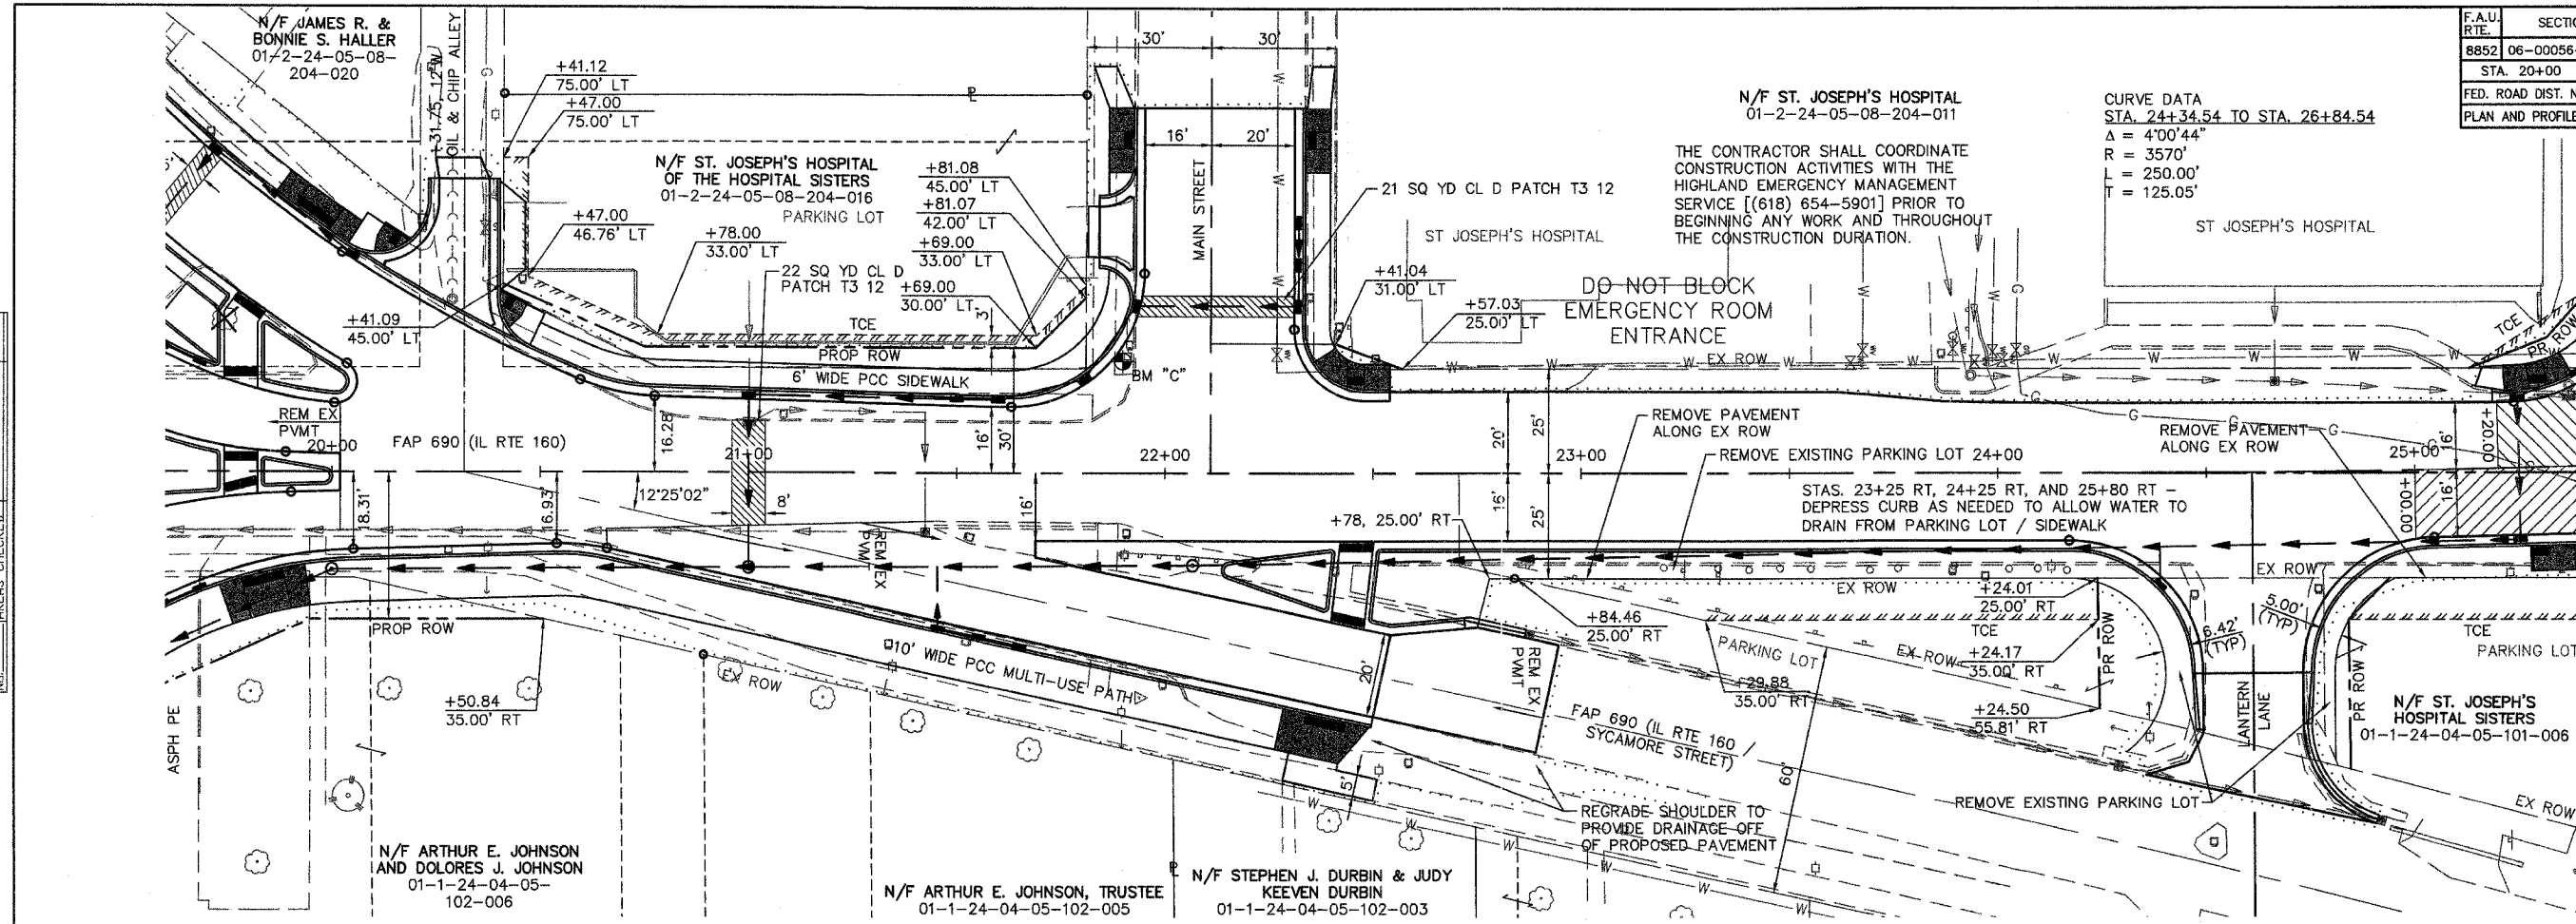 N/F JAMES R. &
BONNIE S. HALLER
01-2-24-05-08-
204-020
+31.75, 12'
OIL & CHIP ALLEY
+41.12
75.00' LT
+47.00
75.00' LT
N/F ST. JOSEPH'S HOSPITAL
OF THE HOSPITAL SISTERS
01-2-24-05-08-204-016
PARKING LOT
+47.00
46.76' LT
+78.00
33.00' LT
22 SQ YD CL D
PATCH T3 12
+81.08
45.00' LT
+81.07
42.00' LT
+69.00
33.00' LT
+69.00
30.00' LT
3'
+41.09
45.00' LT
TCE
PROP ROW
6' WIDE PCC SIDEWALK
BM "C"
30'
30'
16'
20'
MAIN STREET
21 SQ YD CL D PATCH T3 12
ST JOSEPH'S HOSPITAL
+41.04
31.00' LT
+57.03
25.00' LT
N/F ST. JOSEPH'S HOSPITAL
01-2-24-05-08-204-011
THE CONTRACTOR SHALL COORDINATE
CONSTRUCTION ACTIVITIES WITH THE
HIGHLAND EMERGENCY MANAGEMENT
SERVICE [(618) 654-5901] PRIOR TO
BEGINNING ANY WORK AND THROUGHOUT
THE CONSTRUCTION DURATION.
DO NOT BLOCK
EMERGENCY ROOM
ENTRANCE
EX ROW
CURVE DATA
STA. 24+34.54 TO STA. 26+84.54
Δ = 4°00'44"
R = 3570'
L = 250.00'
T = 125.05'
ST JOSEPH'S HOSPITAL
F.A.U.
RTE.
SECTIO
8852
06-00056-
STA. 20+00
FED. ROAD DIST. N
PLAN AND PROFILE
TCE
PR ROW
REM EX
PVMT
20+00
FAP 690 (IL RTE 160)
16.28'
21+00
16'
30'
22+00
20'
25'
REMOVE PAVEMENT
ALONG EX ROW
23+00
REMOVE EXISTING PARKING LOT
24+00
REMOVE PAVEMENT
ALONG EX ROW
16'
+20.00
25+00
18.31'
16.93'
12°25'02"
8'
16'
16'
25'
+78, 25.00' RT
STAS. 23+25 RT, 24+25 RT, AND 25+80 RT -
DEPRESS CURB AS NEEDED TO ALLOW WATER TO
DRAIN FROM PARKING LOT / SIDEWALK
+00.00
16'
REM EX
PVMT
EX ROW
+24.01
25.00' RT
EX ROW
5.00'
(TYP)
6.42'
(TYP)
PROP ROW
+84.46
25.00' RT
TCE
+24.17
35.00' RT
PR ROW
TCE
PARKING LOT
10' WIDE PCC MULTI-USE PATH
EX ROW
20'
REM EX
PVMT
PARKING LOT
EX ROW
+29.88
35.00' RT
+24.50
55.81' RT
+50.84
35.00' RT
ASPH PE
FAP 690 (IL RTE 160 /
SYCAMORE STREET)
60'
LANTERN
LANE
PR ROW
N/F ST. JOSEPH'S
HOSPITAL SISTERS
01-1-24-04-05-101-006
5'
REGRADE SHOULDER TO
PROVIDE DRAINAGE OFF
OF PROPOSED PAVEMENT
REMOVE EXISTING PARKING LOT
EX ROW
N/F ARTHUR E. JOHNSON
AND DOLORES J. JOHNSON
01-1-24-04-05-
102-006
N/F ARTHUR E. JOHNSON, TRUSTEE
01-1-24-04-05-102-005
N/F STEPHEN J. DURBIN & JUDY
KEEVEN DURBIN
01-1-24-04-05-102-003